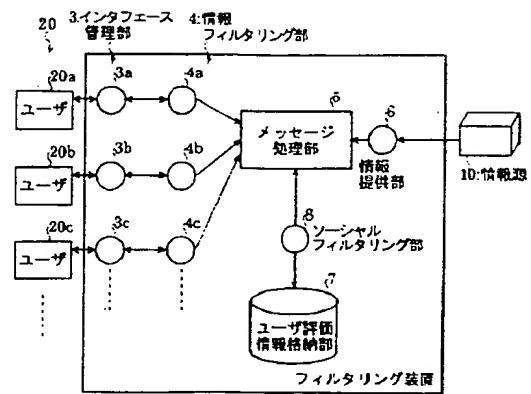 20
3:インタフェース
管理部
4:情報
フィルタリング部
20a
ユーザ
3a
4a
20b
ユーザ
3b
4b
20c
ユーザ
3c
4c
5
メッセージ
処理部
6
情報
提供部
10:情報源
8
ソーシャル
フィルタリング部
7
ユーザ評価
情報格納部
フィルタリング装置